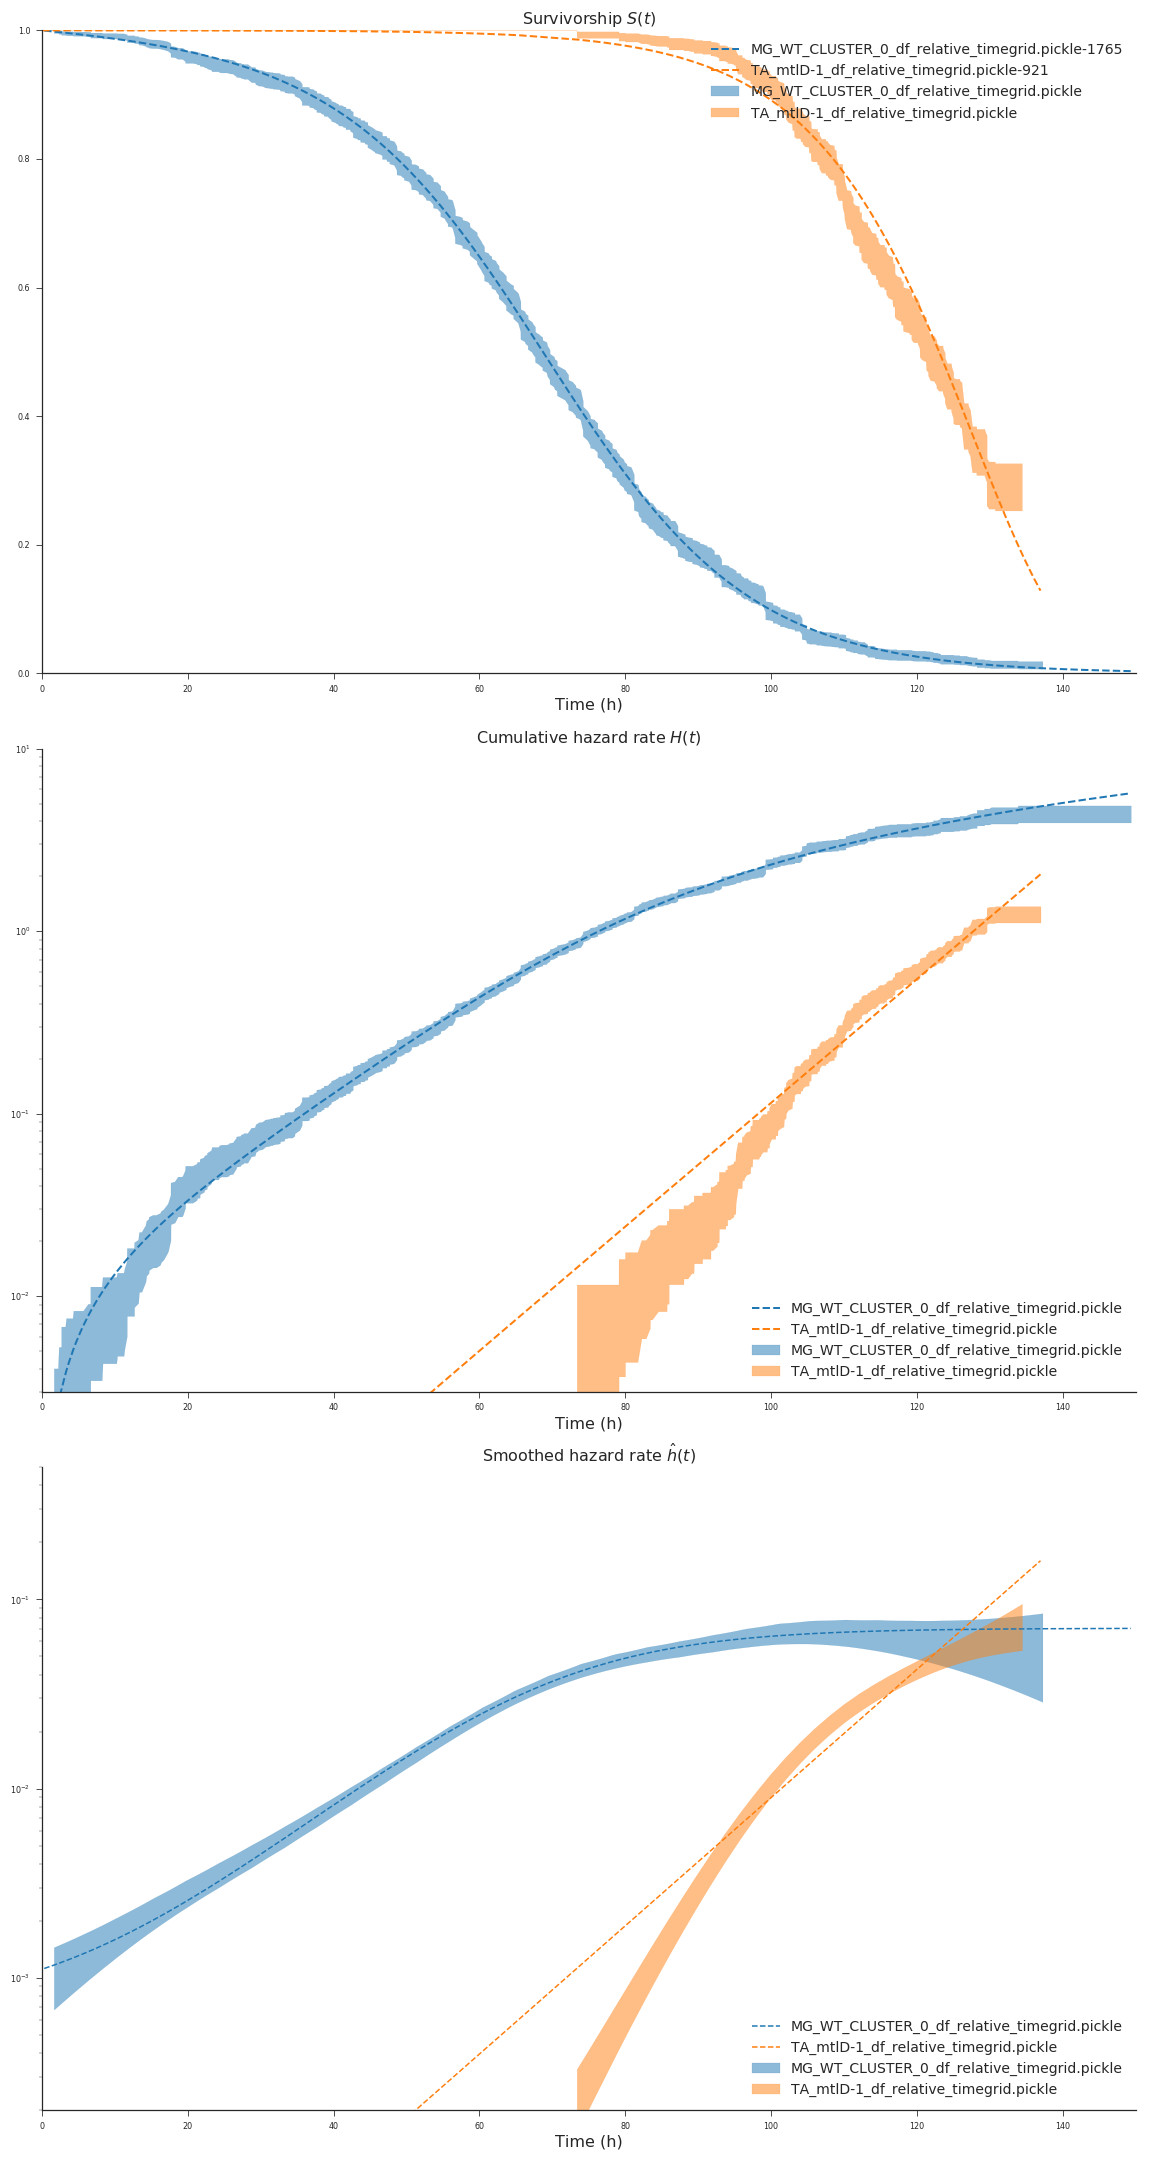 Survivorship S(t)
1.0
0.8
0.6
0.4
0.2
0.0
MG_WT_CLUSTER_0_df_relative_timegrid.pickle-1765
TA_mtlD-1_df_relative_timegrid.pickle-921
MG_WT_CLUSTER_0_df_relative_timegrid.pickle
TA_mtlD-1_df_relative_timegrid.pickle
0 20 40 60 80 100 120 140
Time (h)
Cumulative hazard rate H(t)
10¹
10⁰
10⁻¹
10⁻²
MG_WT_CLUSTER_0_df_relative_timegrid.pickle
TA_mtlD-1_df_relative_timegrid.pickle
MG_WT_CLUSTER_0_df_relative_timegrid.pickle
TA_mtlD-1_df_relative_timegrid.pickle
0 20 40 60 80 100 120 140
Time (h)
Smoothed hazard rate ĥ(t)
10⁻¹
10⁻²
10⁻³
MG_WT_CLUSTER_0_df_relative_timegrid.pickle
TA_mtlD-1_df_relative_timegrid.pickle
MG_WT_CLUSTER_0_df_relative_timegrid.pickle
TA_mtlD-1_df_relative_timegrid.pickle
0 20 40 60 80 100 120 140
Time (h)